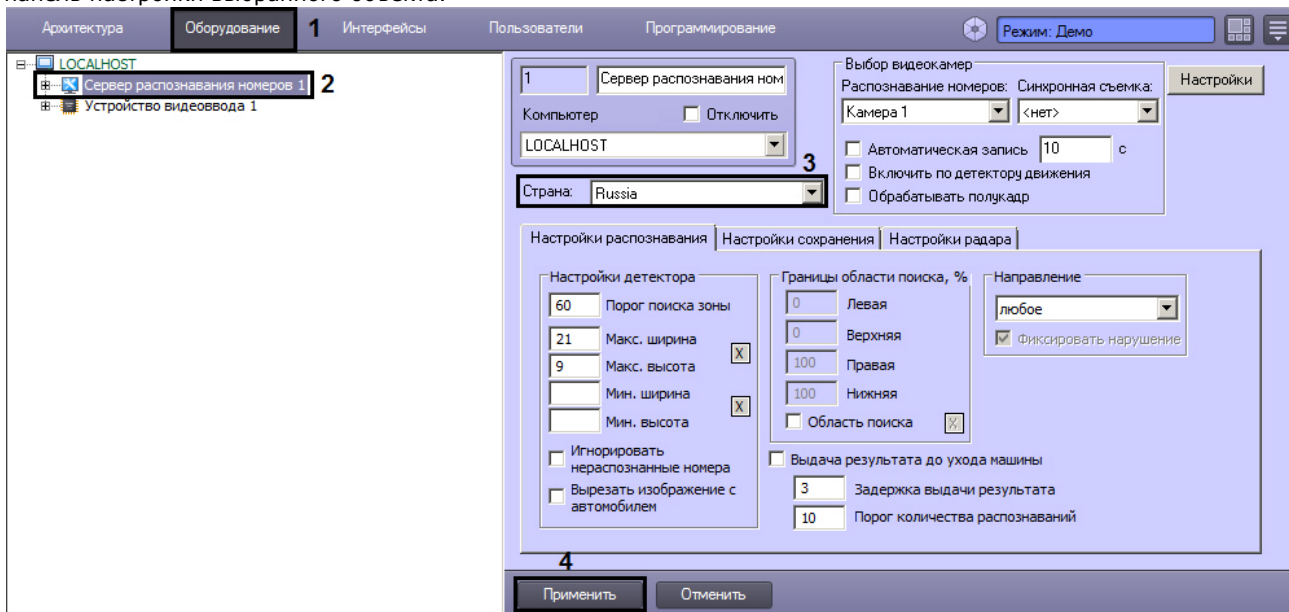 панель настройки выбранного объекта.
Архитектура Оборудование 1 Интерфейсы Пользователи Программирование Режим: Демо
LOCALHOST
Сервер распознавания номеров 1 2
Устройство видеоввода 1
1 Сервер распознавания ном
Компьютер Отключить
LOCALHOST
3
Страна: Russia
Выбор видеокамер
Распознавание номеров: Синхронная съемка:
Камера 1 <нет>
Автоматическая запись 10 с
Включить по детектору движения
Обрабатывать полукадр
Настройки
Настройки распознавания Настройки сохранения Настройки радара
Настройки детектора
60 Порог поиска зоны
21 Макс. ширина
9 Макс. высота
X
Мин. ширина
Мин. высота
X
Игнорировать
нераспознанные номера
Вырезать изображение с
автомобилем
Границы области поиска, %
0 Левая
0 Верхняя
100 Правая
100 Нижняя
Область поиска X
Направление
любое
Фиксировать нарушение
Выдача результата до ухода машины
3 Задержка выдачи результата
10 Порог количества распознаваний
4
Применить Отменить